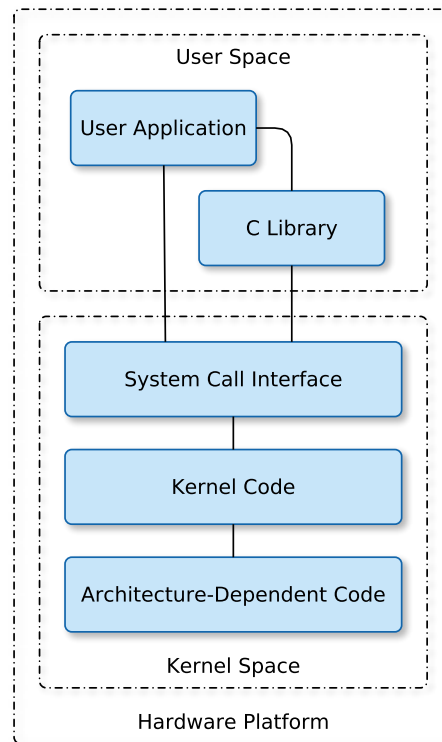 User Space
User Application
C Library
System Call Interface
Kernel Code
Architecture-Dependent Code
Kernel Space
Hardware Platform